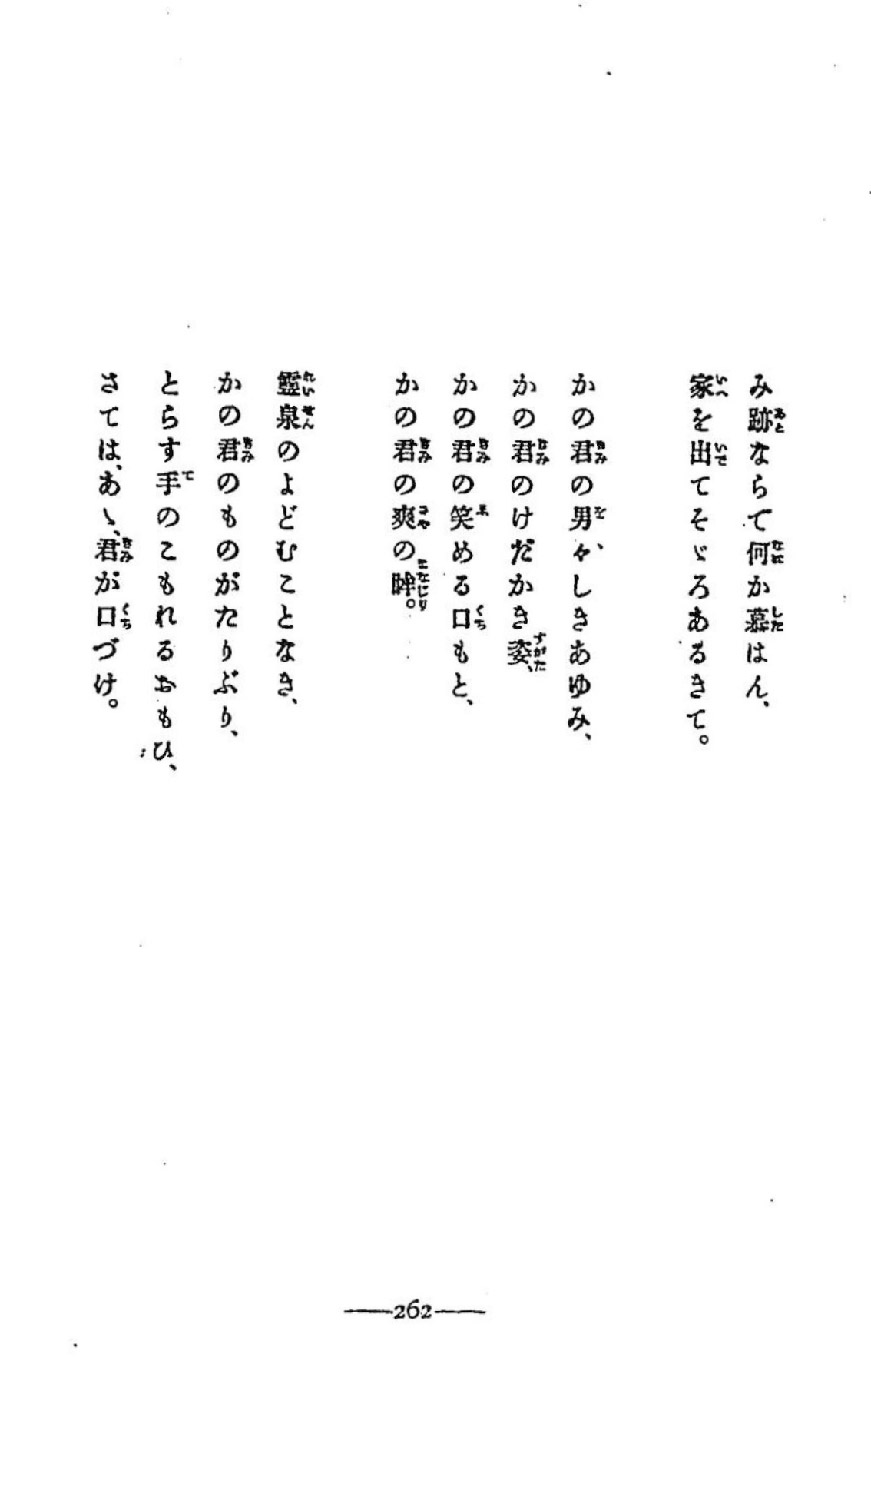 み跡ならで何か慕はん、
家を出てそゞろあるきて。
かの君の男々しきあゆみ、
かの君のけだかき姿、
かの君の笑める口もと、
かの君の爽の眸。
靈泉のよどむことなき、
かの君のものがたりぶり、
とらす手のこもれるおもひ、
さては、あゝ、君が口づけ。
262